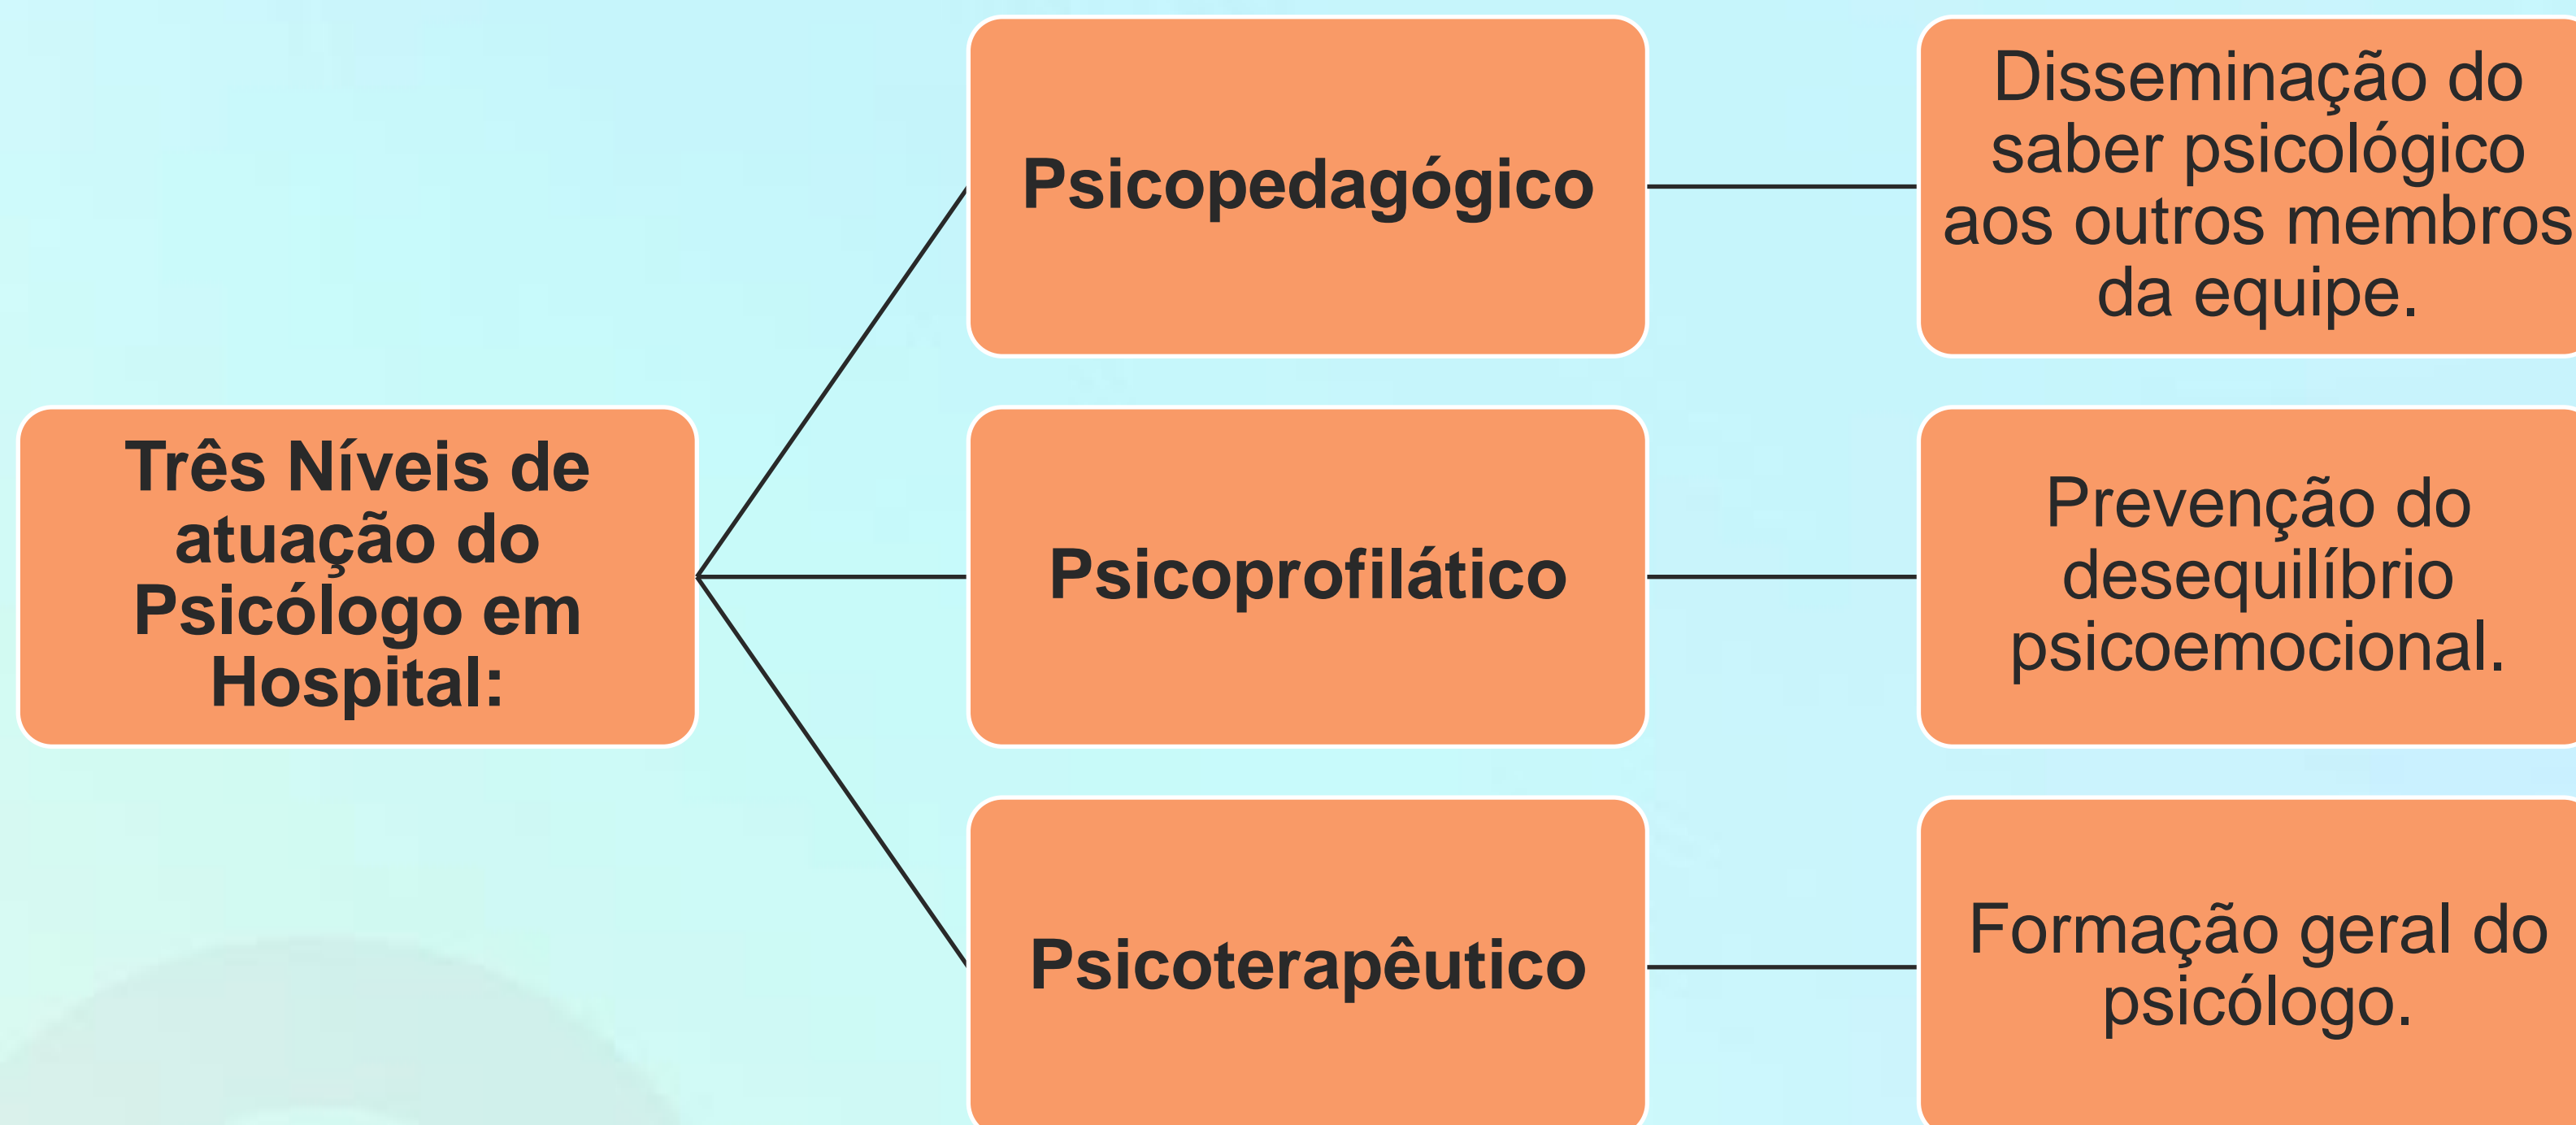 Três Níveis de
atuação do
Psicólogo em
Hospital:
Psicopedagógico
Disseminação do
saber psicológico
aos outros membros
da equipe.
Psicoprofilático
Prevenção do
desequilíbrio
psicoemocional.
Psicoterapêutico
Formação geral do
psicólogo.